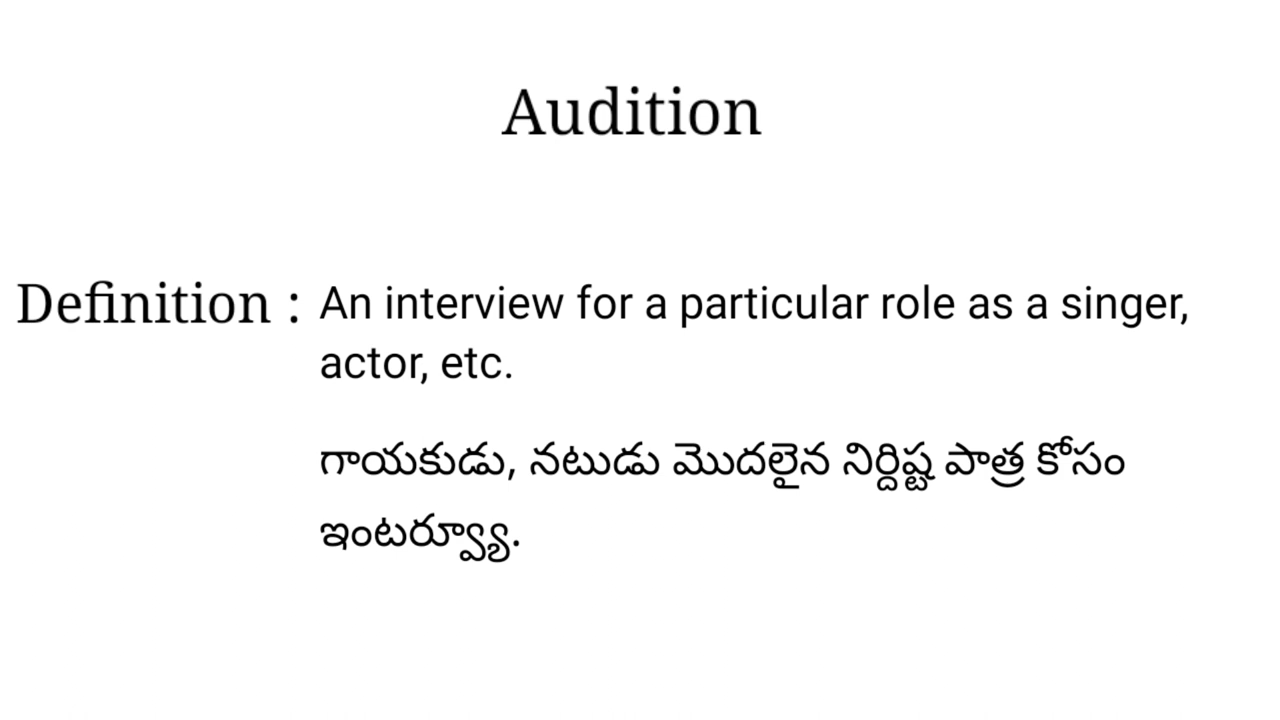 Audition
Definition : An interview for a particular role as a singer,
actor, etc.
గాయకుడు, నటుడు మొదలైన నిర్దిష్ట పాత్ర కోసం
ఇంటర్వ్యూ.